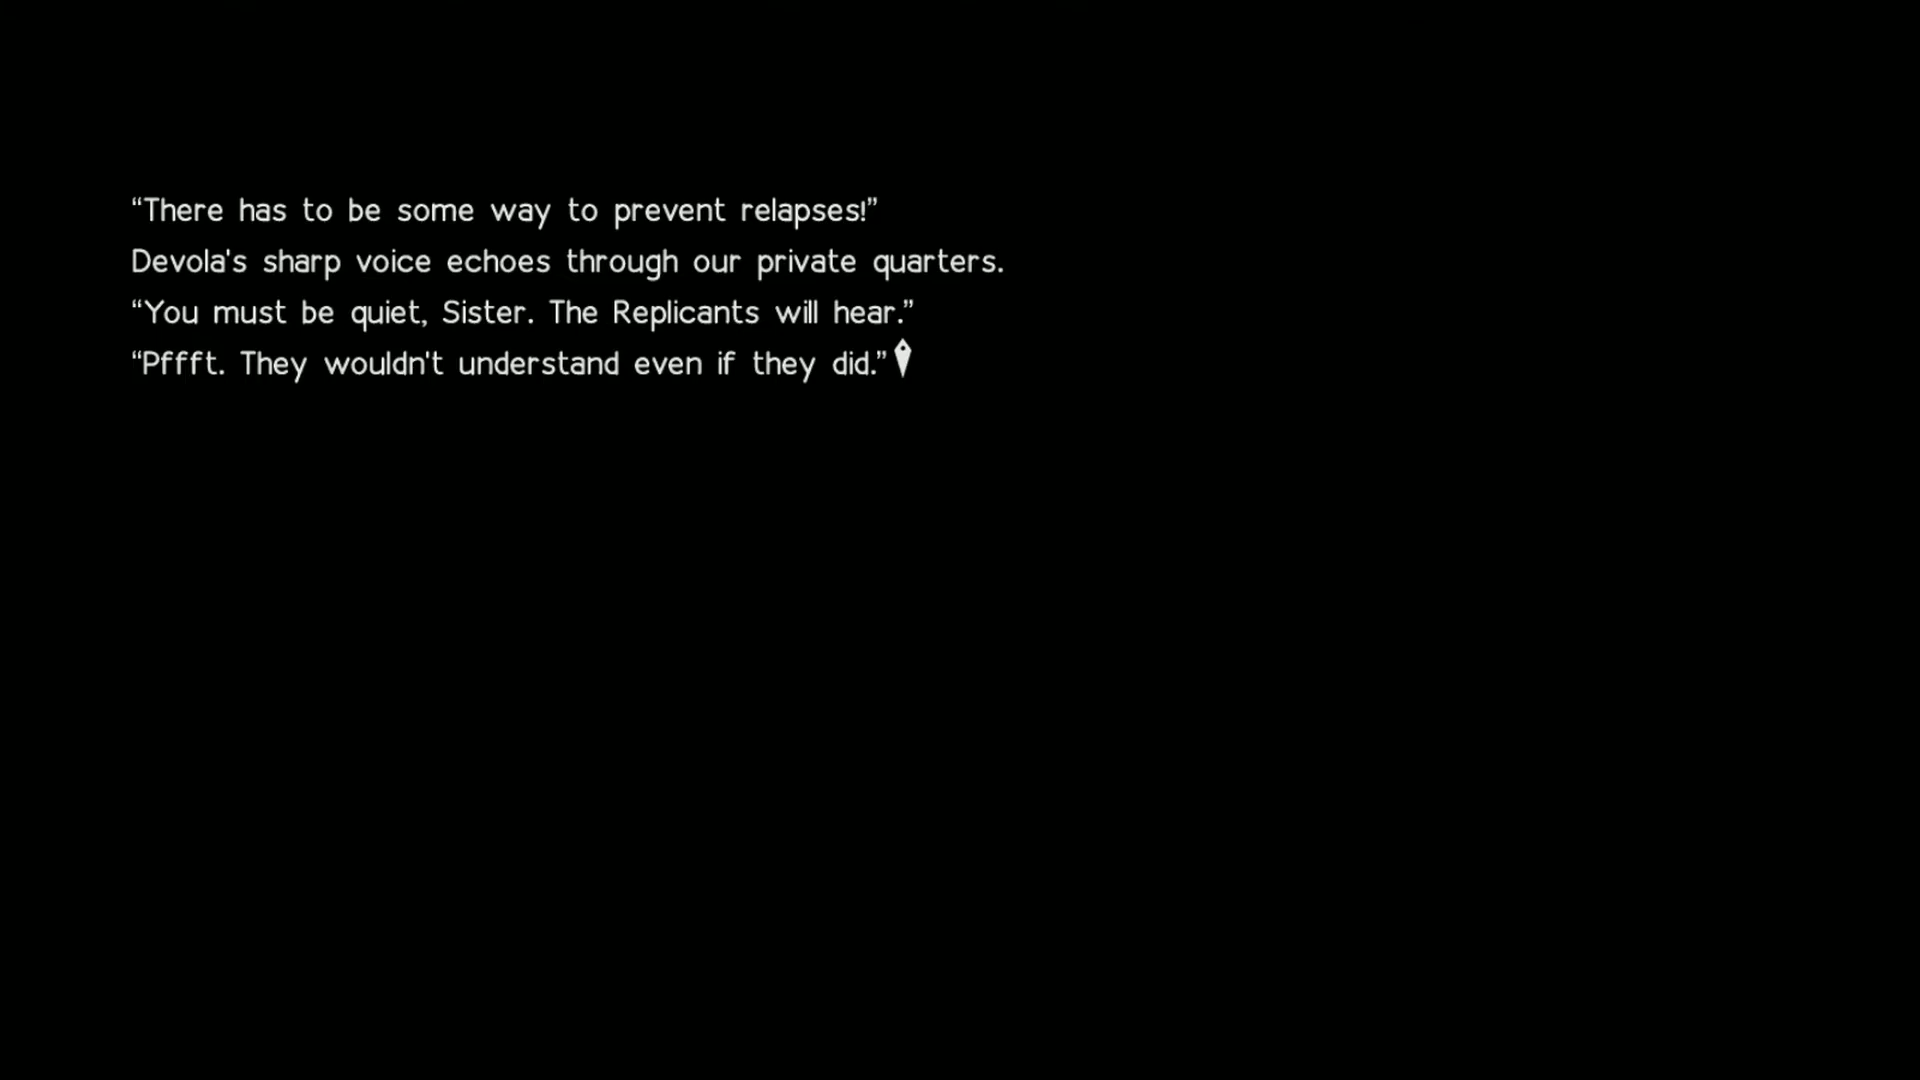 “There has to be some way to prevent relapses!”
Devola's sharp voice echoes through our private quarters.
“You must be quiet, Sister. The Replicants will hear.”
“Pffft. They wouldn't understand even if they did.”